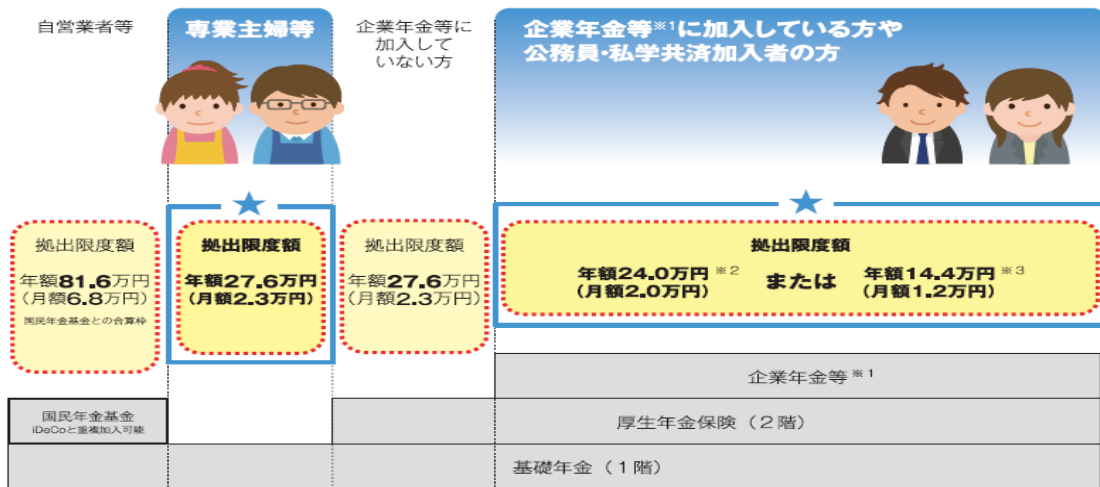 自営業者等
専業主婦等
企業年金等に
加入して
いない方
企業年金等※1に加入している方や
公務員・私学共済加入者の方
拠出限度額
年額81.6万円
(月額6.8万円)
国民年金基金との合算枠
拠出限度額
年額27.6万円
(月額2.3万円)
拠出限度額
年額27.6万円
(月額2.3万円)
拠出限度額
年額24.0万円※2
(月額2.0万円)
または
年額14.4万円※3
(月額1.2万円)
企業年金等※1
国民年金基金
iDeCoと重複加入可能
厚生年金保険(2階)
基礎年金(1階)